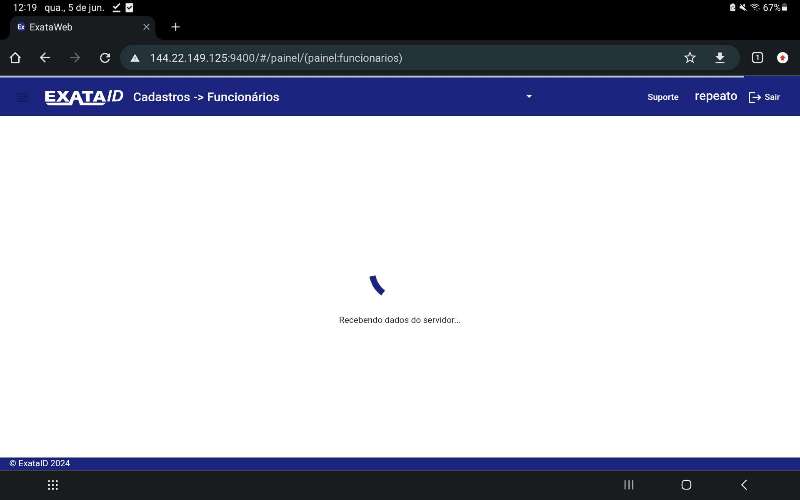 12:19 qua., 5 de jun. 67%
Ex ExataWeb
144.22.149.125:9400/#/painel/(painel:funcionarios) 1
EXATAID Cadastros -> Funcionários Suporte repeato Sair
Recebendo dados do servidor...
© ExataID 2024